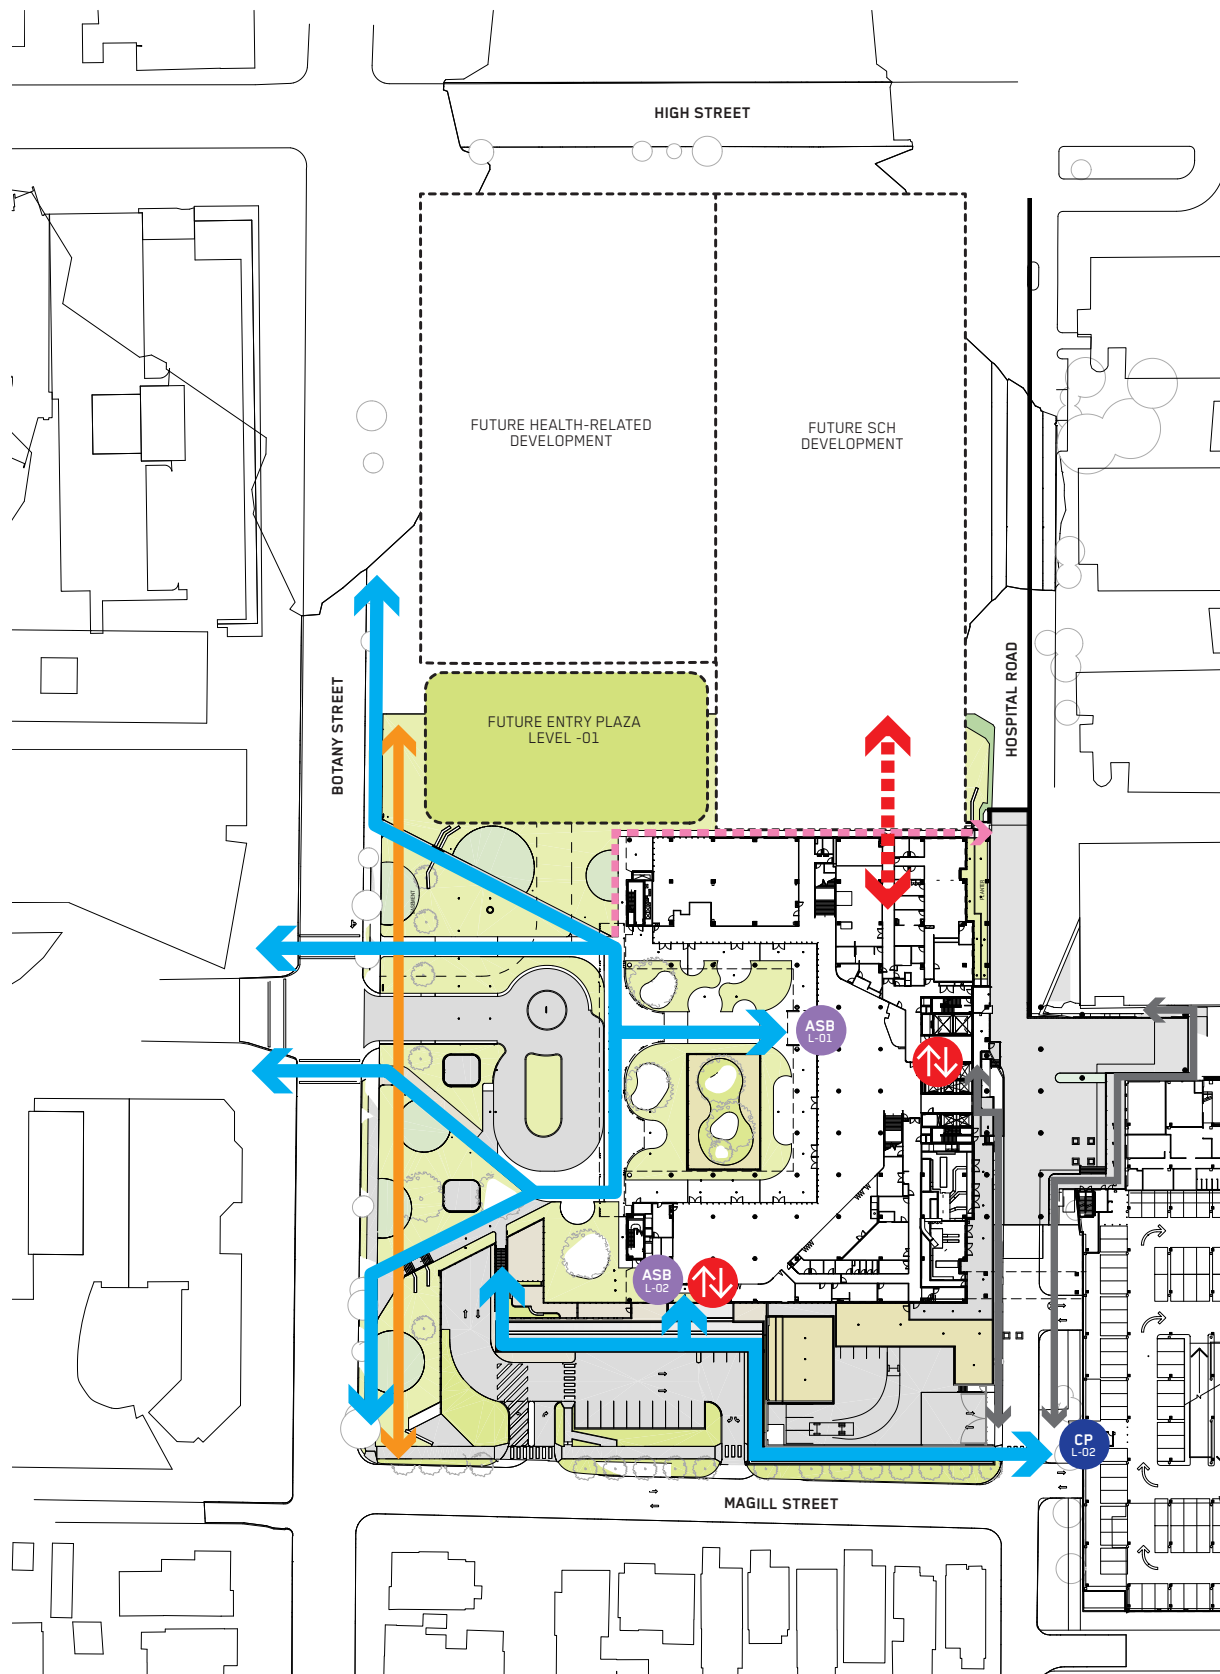 HIGH STREET
FUTURE HEALTH-RELATED
DEVELOPMENT
FUTURE SCH
DEVELOPMENT
HOSPITAL ROAD
BOTANY STREET
FUTURE ENTRY PLAZA
LEVEL -01
PLANTER
ASB
L-01
ASB
L-02
CP
L-02
MAGILL STREET